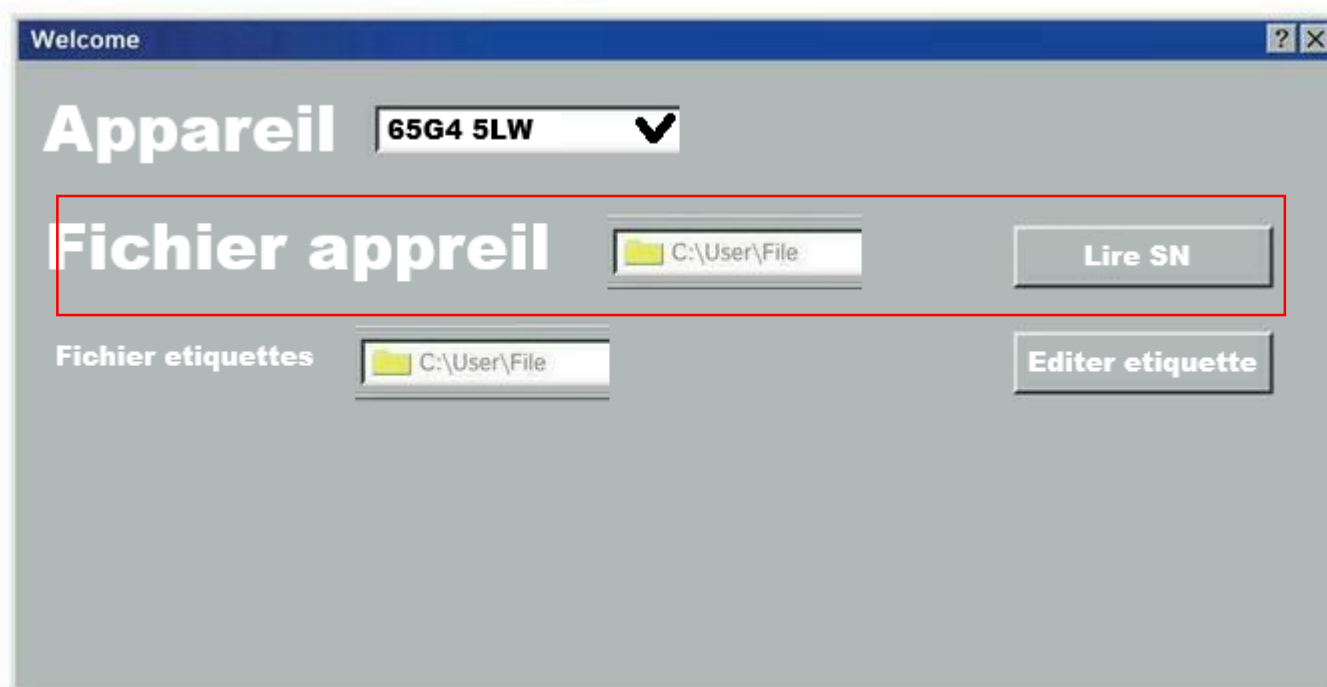 Welcome
Appareil 65G4 5LW
Fichier appreil C:\User\File Lire SN
Fichier etiquettes C:\User\File Editer etiquette